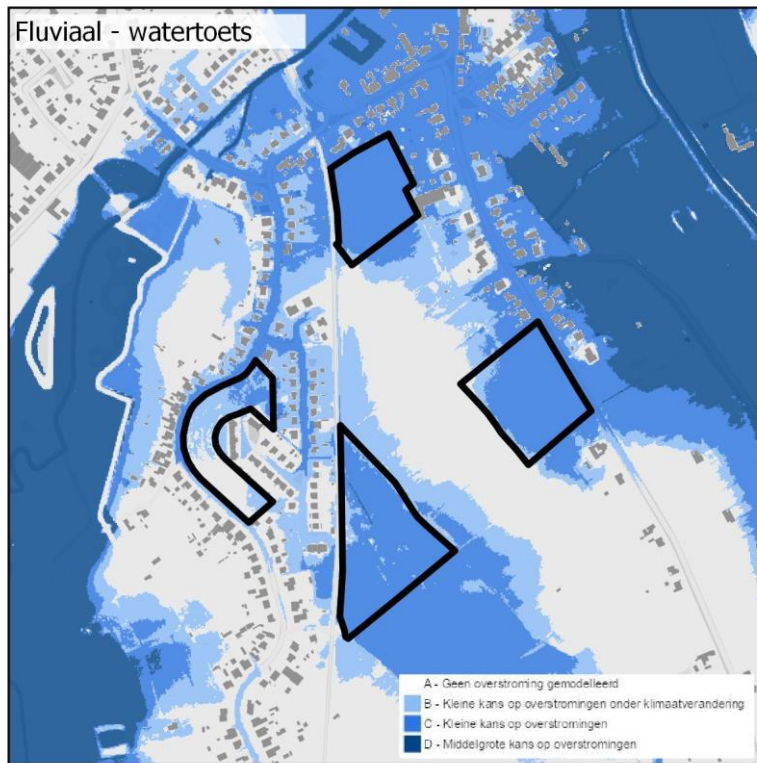 Fluviaal - watertoets
A - Geen overstroming gemodelleerd
B - Kleine kans op overstromingen onder klimaatverandering
C - Kleine kans op overstromingen
D - Middelgrote kans op overstromingen